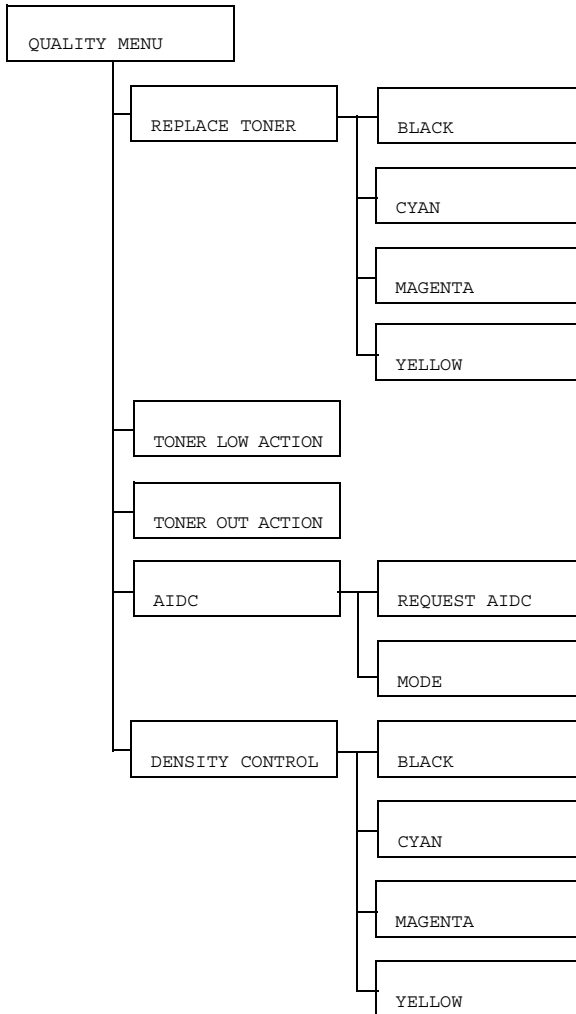 QUALITY MENU
REPLACE TONER
BLACK
CYAN
MAGENTA
YELLOW
TONER LOW ACTION
TONER OUT ACTION
AIDC
REQUEST AIDC
MODE
DENSITY CONTROL
BLACK
CYAN
MAGENTA
YELLOW